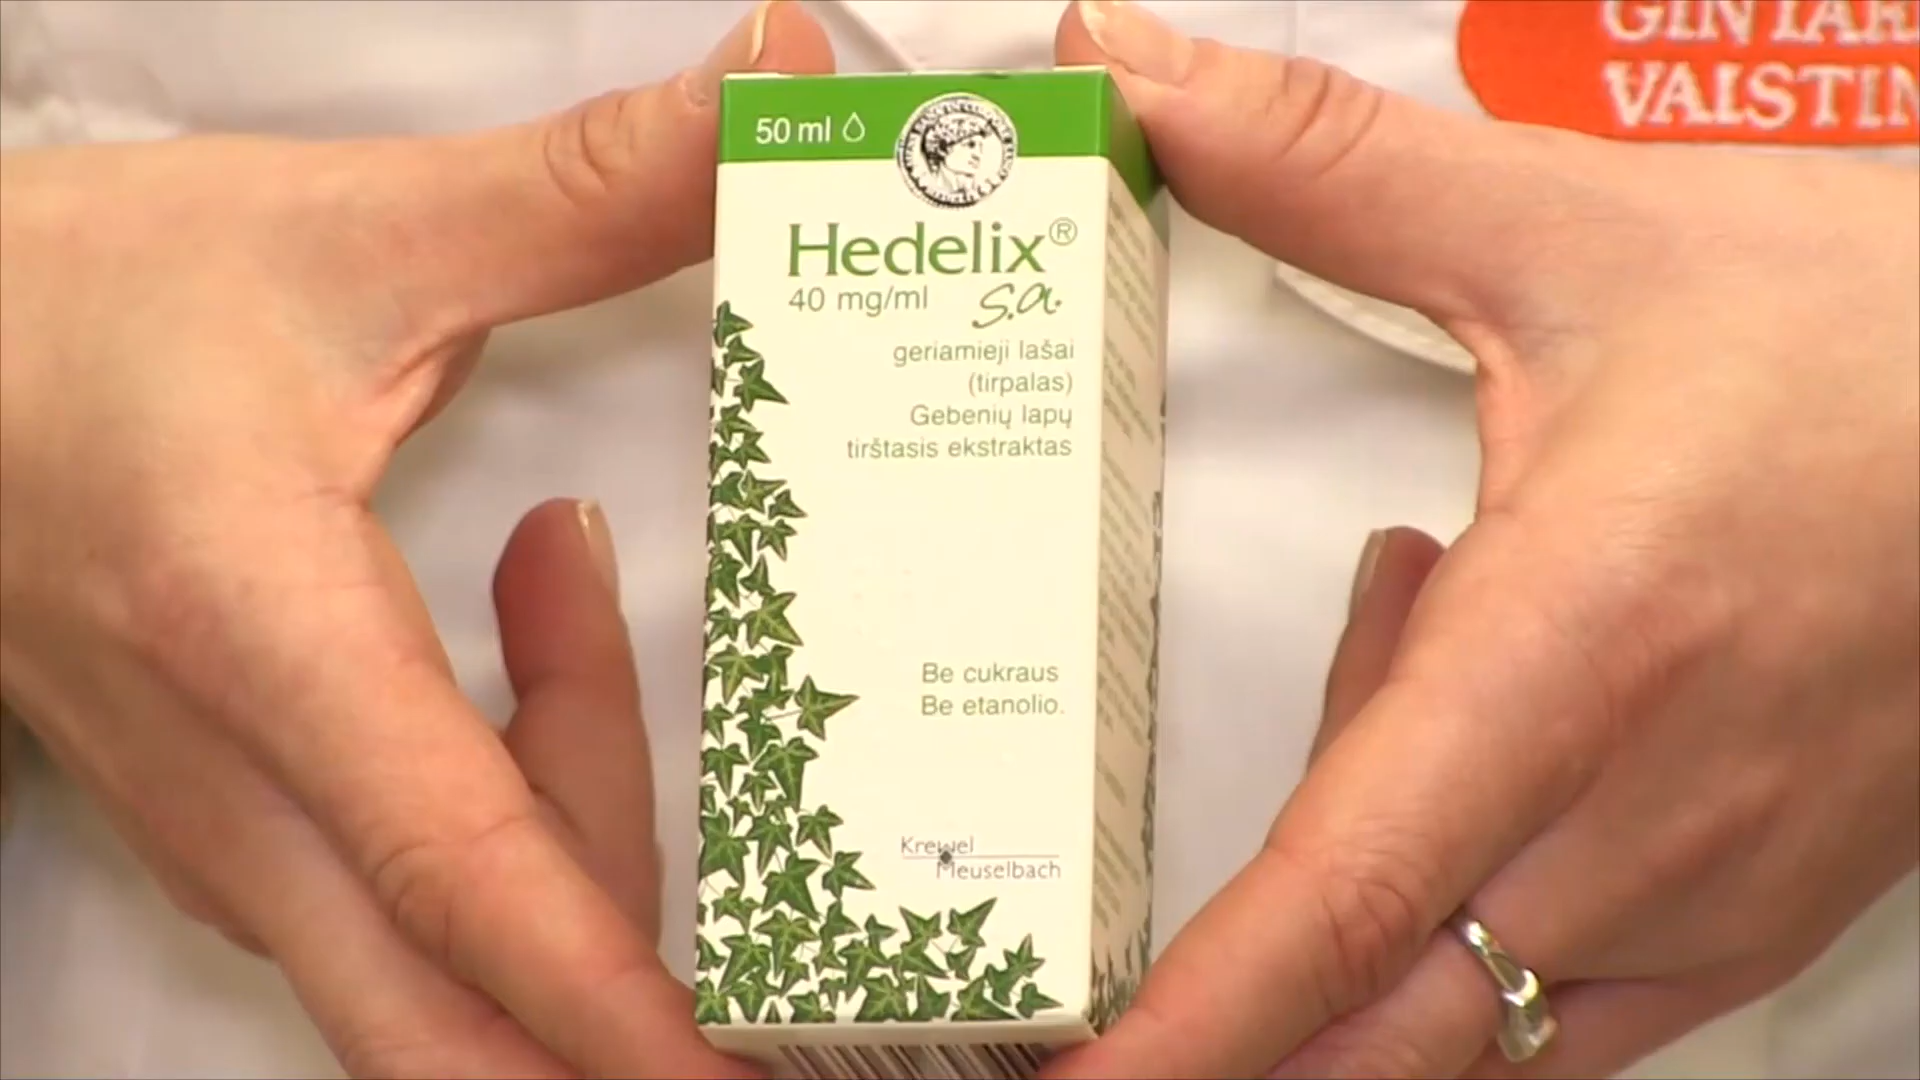 GINTAR
VAISTIN
50 ml
Hedelix®
40 mg/ml s.a.
geriamieji lašai
(tirpalas)
Gebenių lapų
tirštasis ekstraktas
Be cukraus
Be etanolio.
Krewel
Meuselbach